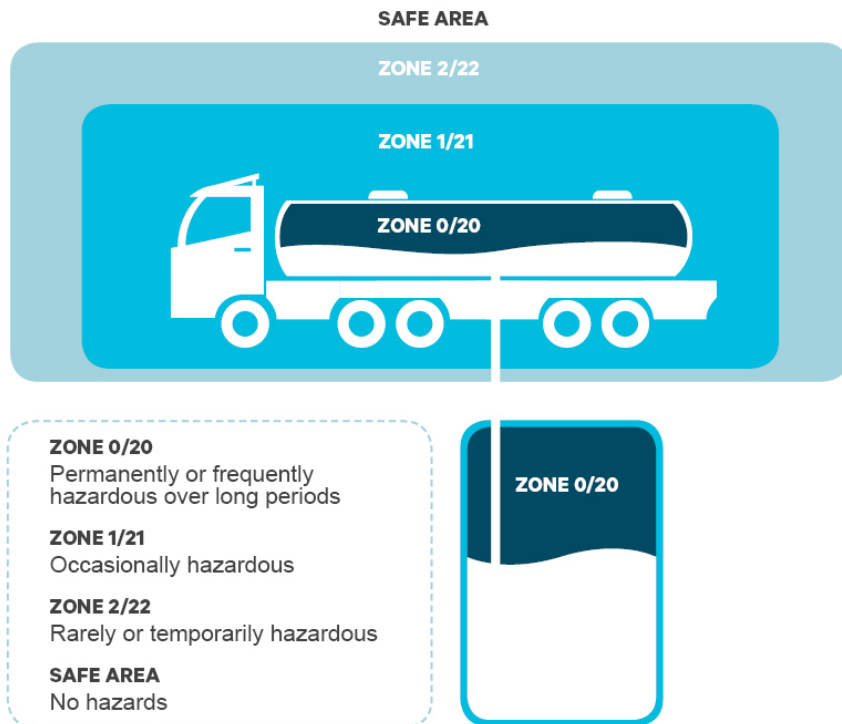 SAFE AREA
ZONE 2/22
ZONE 1/21
ZONE 0/20
ZONE 0/20
Permanently or frequently
hazardous over long periods
ZONE 1/21
Occasionally hazardous
ZONE 2/22
Rarely or temporarily hazardous
SAFE AREA
No hazards
ZONE 0/20